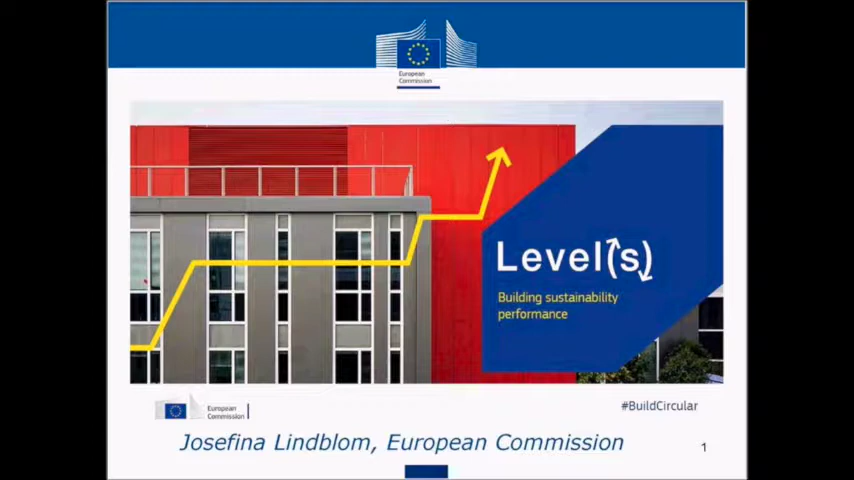 European
Commission
Level(s)
Building sustainability
performance
European
Commission
#BuildCircular
Josefina Lindblom, European Commission
1